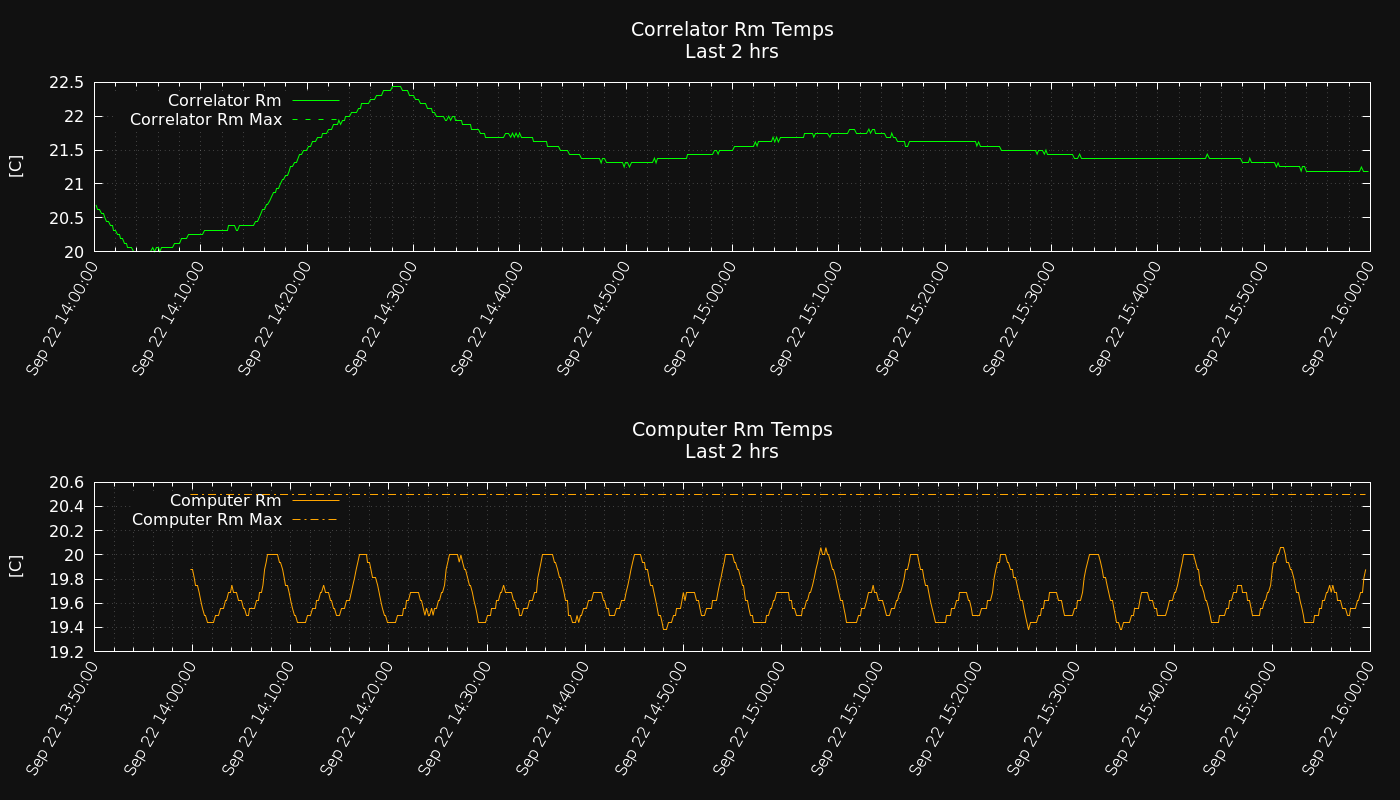 Correlator Rm Temps
Last 2 hrs
22.5
22
21.5
21
20.5
20
[C]
Correlator Rm
Correlator Rm Max
Sep 22 14:00:00
Sep 22 14:10:00
Sep 22 14:20:00
Sep 22 14:30:00
Sep 22 14:40:00
Sep 22 14:50:00
Sep 22 15:00:00
Sep 22 15:10:00
Sep 22 15:20:00
Sep 22 15:30:00
Sep 22 15:40:00
Sep 22 15:50:00
Sep 22 16:00:00
Computer Rm Temps
Last 2 hrs
20.6
20.4
20.2
20
19.8
19.6
19.4
19.2
[C]
Computer Rm
Computer Rm Max
Sep 22 13:50:00
Sep 22 14:00:00
Sep 22 14:10:00
Sep 22 14:20:00
Sep 22 14:30:00
Sep 22 14:40:00
Sep 22 14:50:00
Sep 22 15:00:00
Sep 22 15:10:00
Sep 22 15:20:00
Sep 22 15:30:00
Sep 22 15:40:00
Sep 22 15:50:00
Sep 22 16:00:00